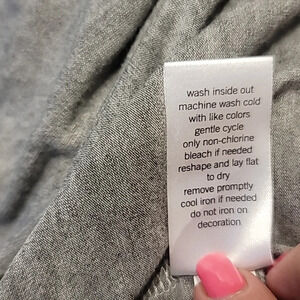 wash inside out
machine wash cold
with like colors
gentle cycle
only non-chlorine
bleach if needed
reshape and lay flat
to dry
remove promptly
cool iron if needed
do not iron on
decoration